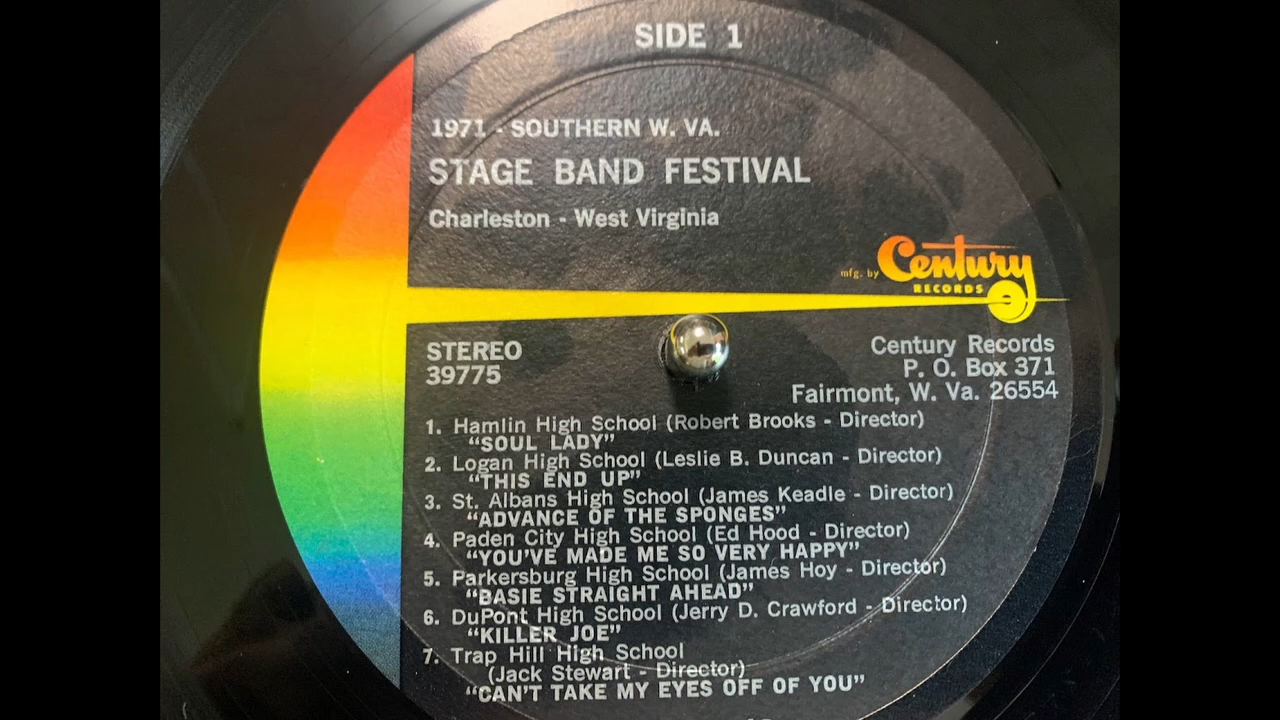 SIDE 1
1971 - SOUTHERN W. VA.
STAGE BAND FESTIVAL
Charleston - West Virginia
mfg. by Century
RECORDS
STEREO
39775
Century Records
P. O. Box 371
Fairmont, W. Va. 26554
1. Hamlin High School (Robert Brooks - Director)
"SOUL LADY"
2. Logan High School (Leslie B. Duncan - Director)
"THIS END UP"
3. St. Albans High School (James Keadle - Director)
"ADVANCE OF THE SPONGES"
4. Paden City High School (Ed Hood - Director)
"YOU'VE MADE ME SO VERY HAPPY"
5. Parkersburg High School (James Hoy - Director)
"BASIE STRAIGHT AHEAD"
6. DuPont High School (Jerry D. Crawford - Director)
"KILLER JOE"
7. Trap Hill High School
(Jack Stewart - Director)
"CAN'T TAKE MY EYES OFF OF YOU"